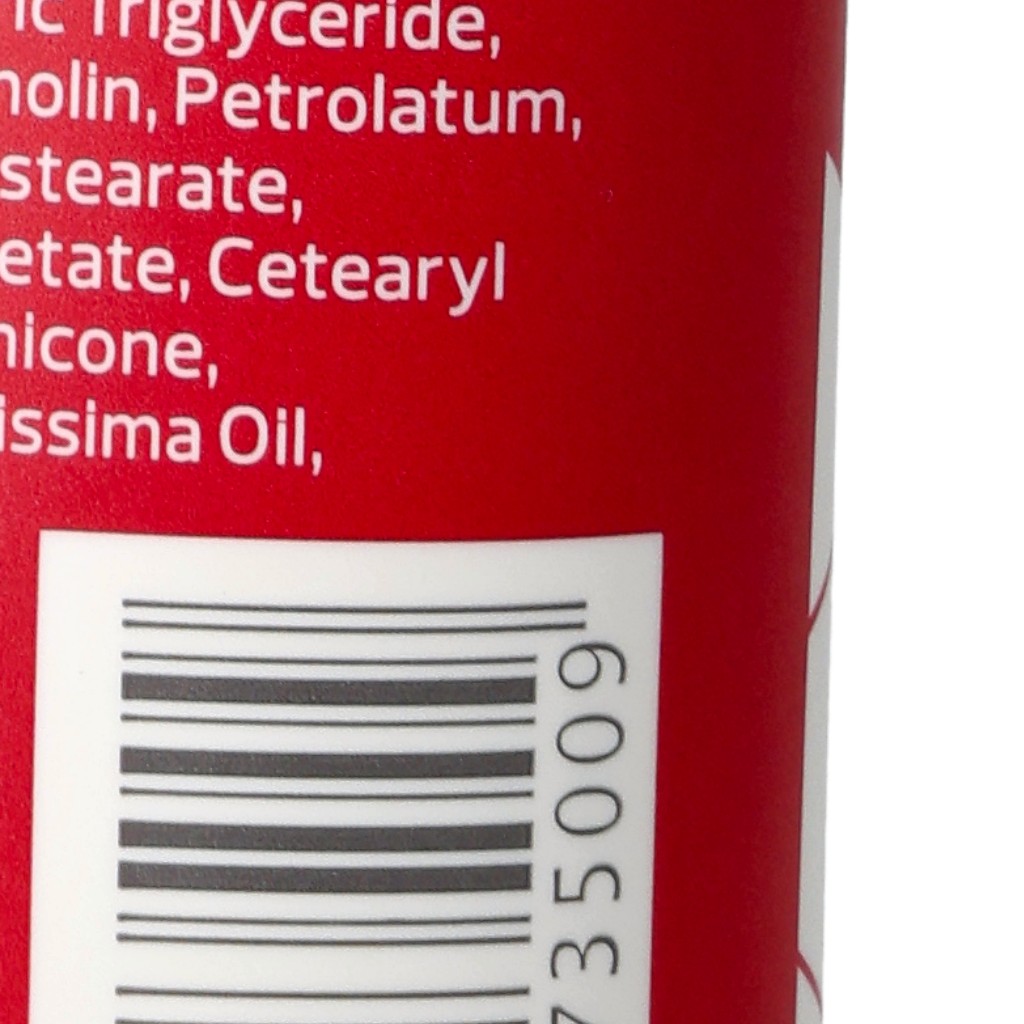 ic Triglyceride,
nolin, Petrolatum,
stearate,
etate, Cetearyl
nicone,
issima Oil,
735009